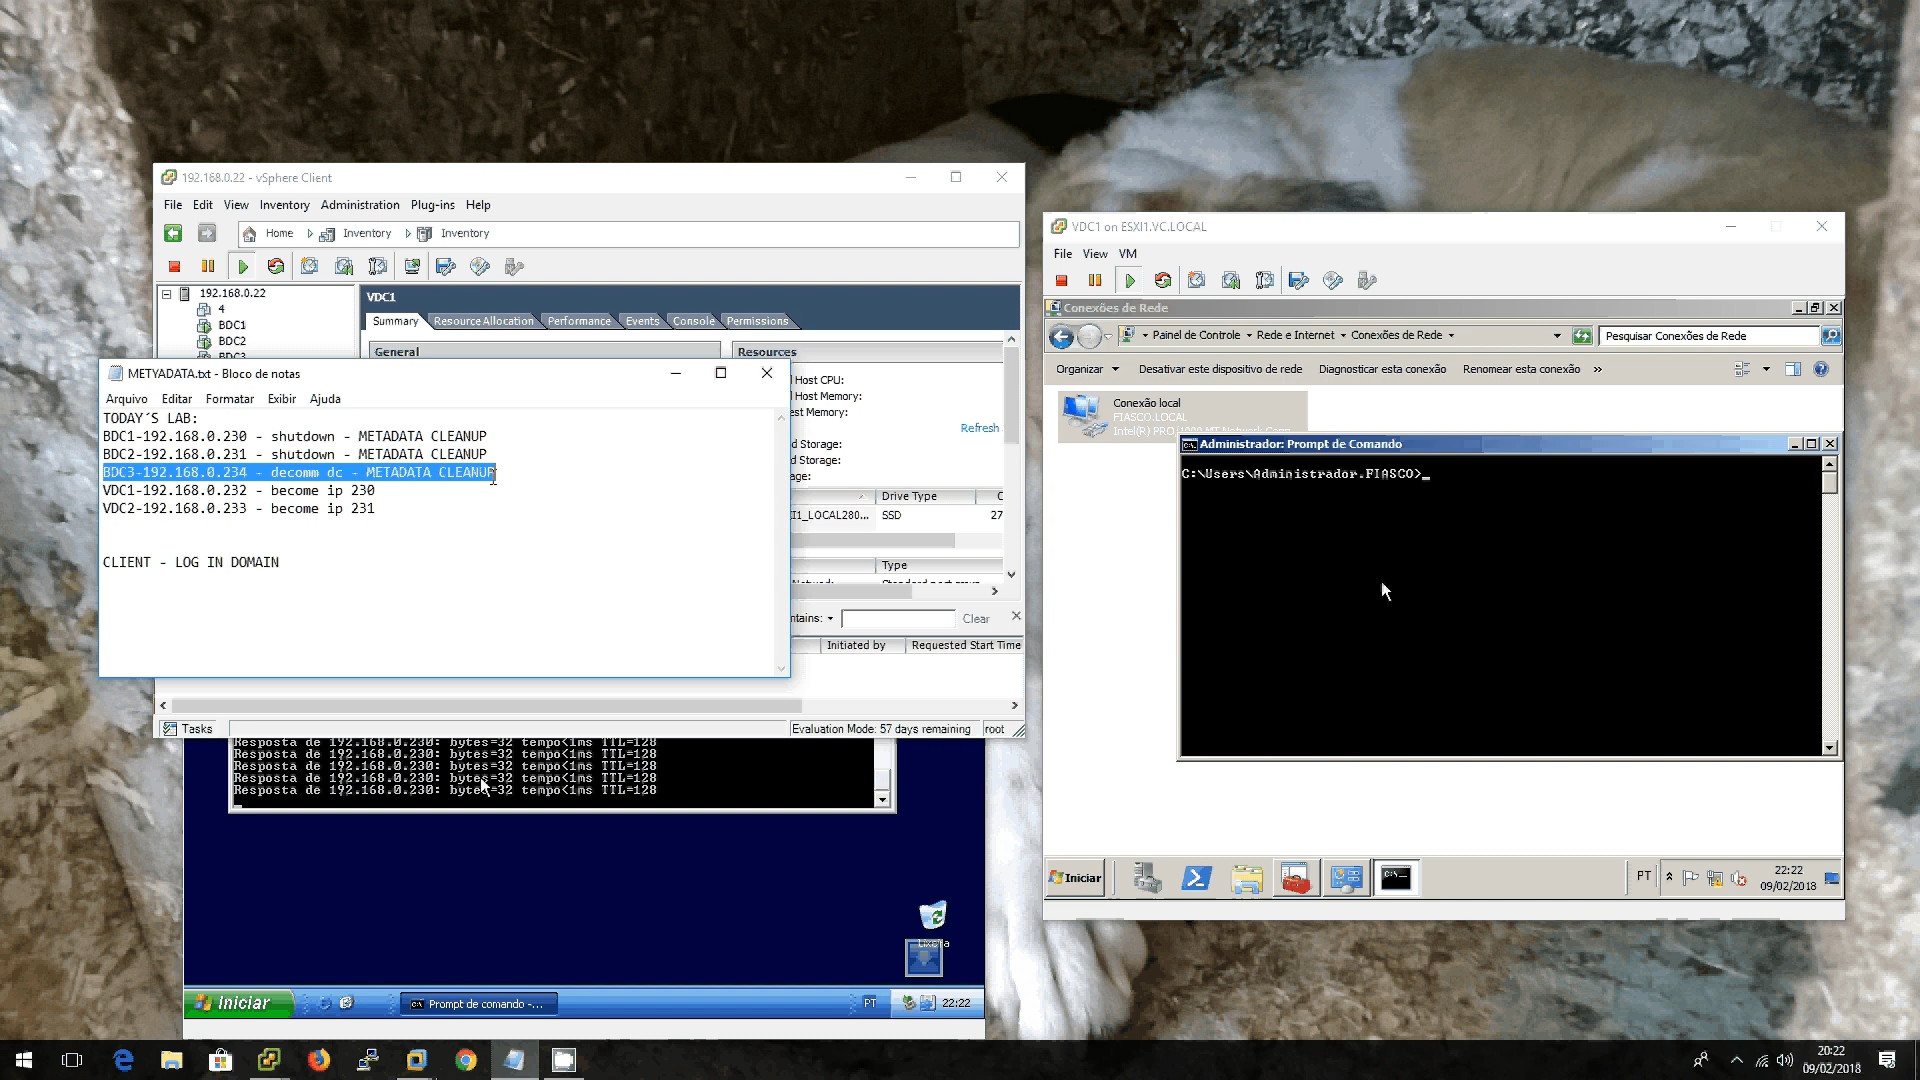 192.168.0.22 - vSphere Client
File Edit View Inventory Administration Plug-ins Help
Home Inventory Inventory
192.168.0.22
4
BDC1
BDC2
BDC3
VDC1
Summary Resource Allocation Performance Events Console Permissions
General
Resources
Host CPU:
Host Memory:
Memory:
Refresh
Storage:
Storage:
Drive Type
I1_LOCAL280... SSD 27
Type
Clear
Initiated by Requested Start Time
Tasks
Evaluation Mode: 57 days remaining root
METYADATA.txt - Bloco de notas
Arquivo Editar Formatar Exibir Ajuda
TODAY´S LAB:
BDC1-192.168.0.230 - shutdown - METADATA CLEANUP
BDC2-192.168.0.231 - shutdown - METADATA CLEANUP
BDC3-192.168.0.234 - decomm dc - METADATA CLEANUP
VDC1-192.168.0.232 - become ip 230
VDC2-192.168.0.233 - become ip 231
CLIENT - LOG IN DOMAIN
Resposta de 192.168.0.230: bytes=32 tempo<1ms TTL=128
Resposta de 192.168.0.230: bytes=32 tempo<1ms TTL=128
Resposta de 192.168.0.230: bytes=32 tempo<1ms TTL=128
Resposta de 192.168.0.230: bytes=32 tempo<1ms TTL=128
Resposta de 192.168.0.230: bytes=32 tempo<1ms TTL=128
Lixeira
Iniciar
Prompt de comando -...
PT
22:22
VDC1 on ESXI1.VC.LOCAL
File View VM
Conexões de Rede
Painel de Controle Rede e Internet Conexões de Rede
Pesquisar Conexões de Rede
Organizar Desativar este dispositivo de rede Diagnosticar esta conexão Renomear esta conexão »
Conexão local
FIASCO.LOCAL
Intel(R) PRO/1000 MT Network Conn
Administrador: Prompt de Comando
C:\Users\Administrador.FIASCO>_
Iniciar
PT
22:22
09/02/2018
20:22
09/02/2018